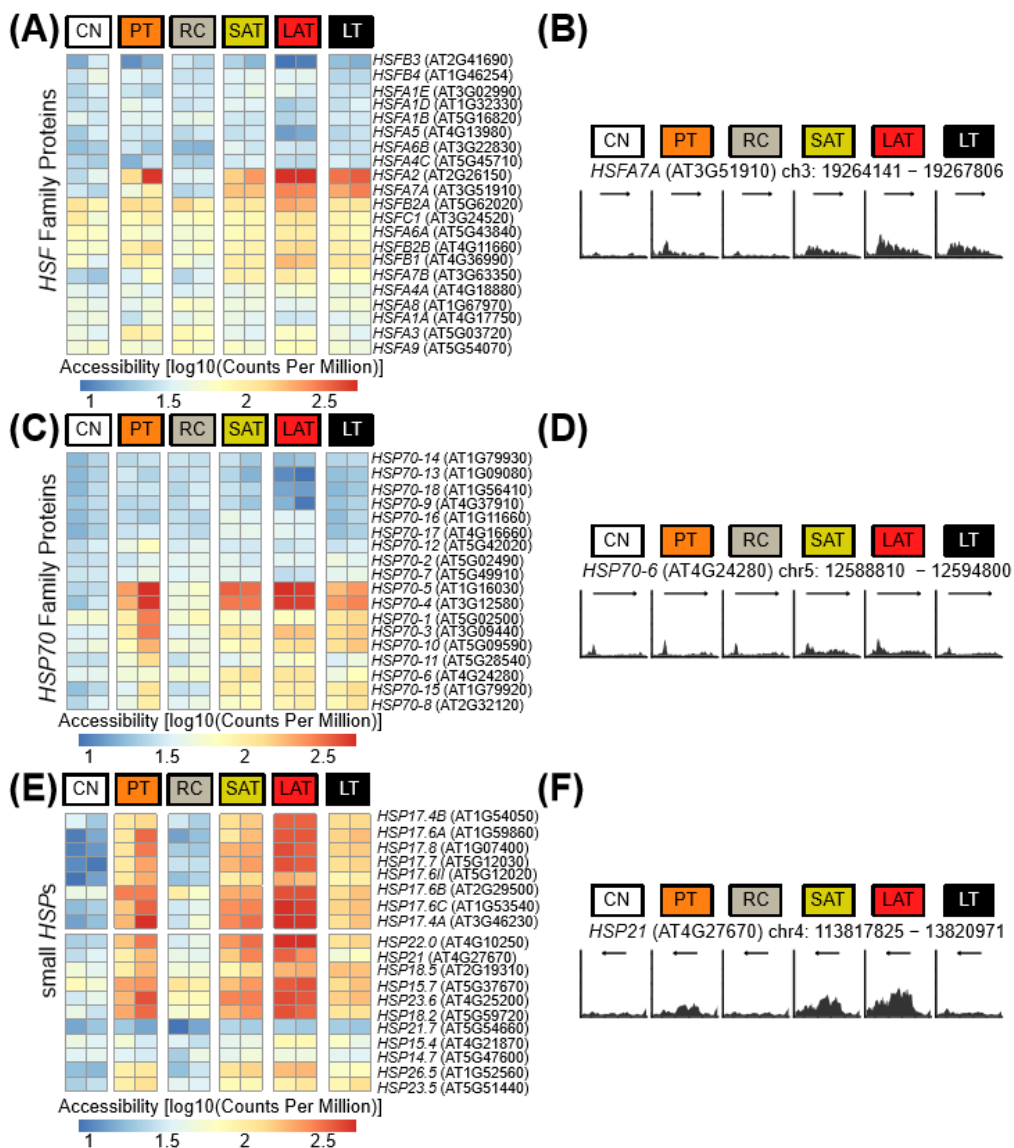 (A)
CN PT RC SAT LAT LT
HSF Family Proteins
HSFB3 (AT2G41690)
HSFB4 (AT1G46254)
HSFA1E (AT3G02990)
HSFA1D (AT1G32330)
HSFA1B (AT5G16820)
HSFA5 (AT4G13980)
HSFA6B (AT3G22830)
HSFA4C (AT5G45710)
HSFA2 (AT2G26150)
HSFA7A (AT3G51910)
HSFB2A (AT5G62020)
HSFC1 (AT3G24520)
HSFA6A (AT5G43840)
HSFB2B (AT4G11660)
HSFB1 (AT4G36990)
HSFA7B (AT3G63350)
HSFA4A (AT4G18880)
HSFA8 (AT1G67970)
HSFA1A (AT4G17750)
HSFA3 (AT5G03720)
HSFA9 (AT5G54070)
Accessibility [log10(Counts Per Million)]
1 1.5 2 2.5
(B)
CN PT RC SAT LAT LT
HSFA7A (AT3G51910) chr3: 19264141 – 19267806
(C)
CN PT RC SAT LAT LT
HSP70 Family Proteins
HSP70-14 (AT1G79930)
HSP70-13 (AT1G09080)
HSP70-18 (AT1G56410)
HSP70-9 (AT4G37910)
HSP70-16 (AT1G11660)
HSP70-17 (AT4G16660)
HSP70-12 (AT5G42020)
HSP70-2 (AT5G02490)
HSP70-7 (AT5G49910)
HSP70-5 (AT1G16030)
HSP70-4 (AT3G12580)
HSP70-1 (AT5G02500)
HSP70-3 (AT3G09440)
HSP70-10 (AT5G09590)
HSP70-11 (AT5G28540)
HSP70-6 (AT4G24280)
HSP70-15 (AT1G79920)
HSP70-8 (AT2G32120)
Accessibility [log10(Counts Per Million)]
1 1.5 2 2.5
(D)
CN PT RC SAT LAT LT
HSP70-6 (AT4G24280) chr5: 12588810 – 12594800
(E)
CN PT RC SAT LAT LT
small HSPs
HSP17.4B (AT1G54050)
HSP17.6A (AT1G59860)
HSP17.8 (AT1G07400)
HSP17.7 (AT5G12030)
HSP17.6II (AT5G12020)
HSP17.6B (AT2G29500)
HSP17.6C (AT1G53540)
HSP17.4A (AT3G46230)
HSP22.0 (AT4G10250)
HSP21 (AT4G27670)
HSP18.5 (AT2G19310)
HSP15.7 (AT5G37670)
HSP23.6 (AT4G25200)
HSP18.2 (AT5G59720)
HSP21.7 (AT5G54660)
HSP15.4 (AT4G21870)
HSP14.7 (AT5G47600)
HSP26.5 (AT1G52560)
HSP23.5 (AT5G51440)
Accessibility [log10(Counts Per Million)]
1 1.5 2 2.5
(F)
CN PT RC SAT LAT LT
HSP21 (AT4G27670) chr4: 113817825 – 13820971